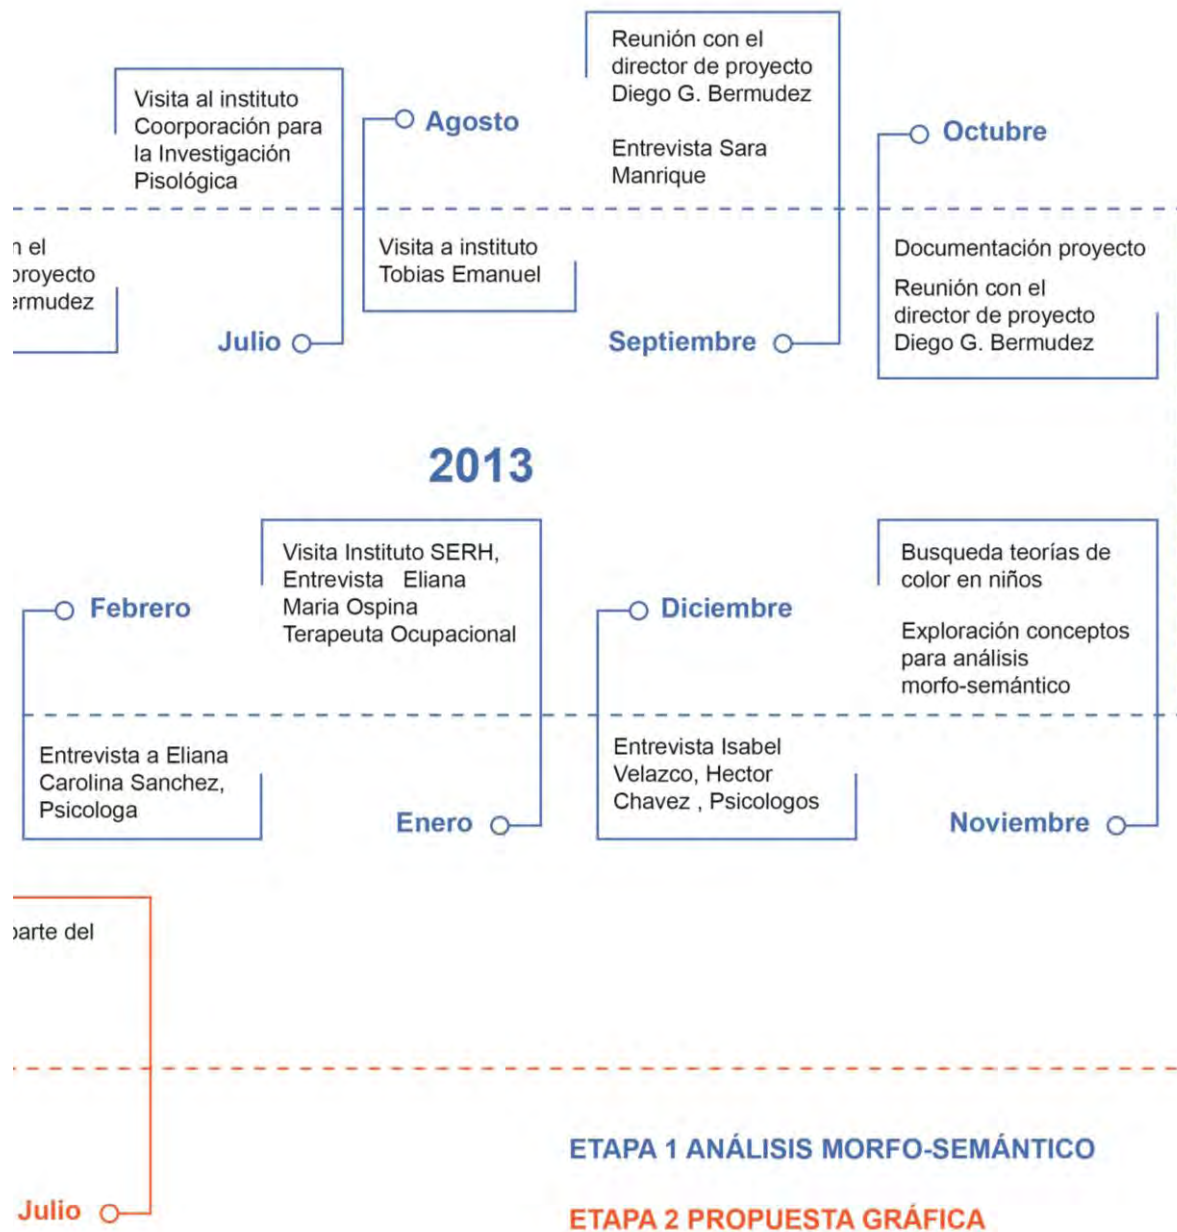 Visita al instituto
Coorporación para
la Investigación
Pisológica
Agosto
Reunión con el
director de proyecto
Diego G. Bermudez
Entrevista Sara
Manrique
Octubre
el
proyecto
Julio
Visita a instituto
Tobias Emanuel
Septiembre
Documentación proyecto
Reunión con el
director de proyecto
Diego G. Bermudez
2013
Febrero
Visita Instituto SERH,
Entrevista Eliana
Maria Ospina
Terapeuta Ocupacional
Diciembre
Busqueda teorías de
color en niños
Exploración conceptos
para análisis
morfo-semántico
Entrevista a Eliana
Carolina Sanchez,
Psicologa
Enero
Entrevista Isabel
Velazco, Hector
Chavez , Psicologos
Noviembre
parte del
Julio
ETAPA 1 ANÁLISIS MORFO-SEMÁNTICO
ETAPA 2 PROPUESTA GRÁFICA